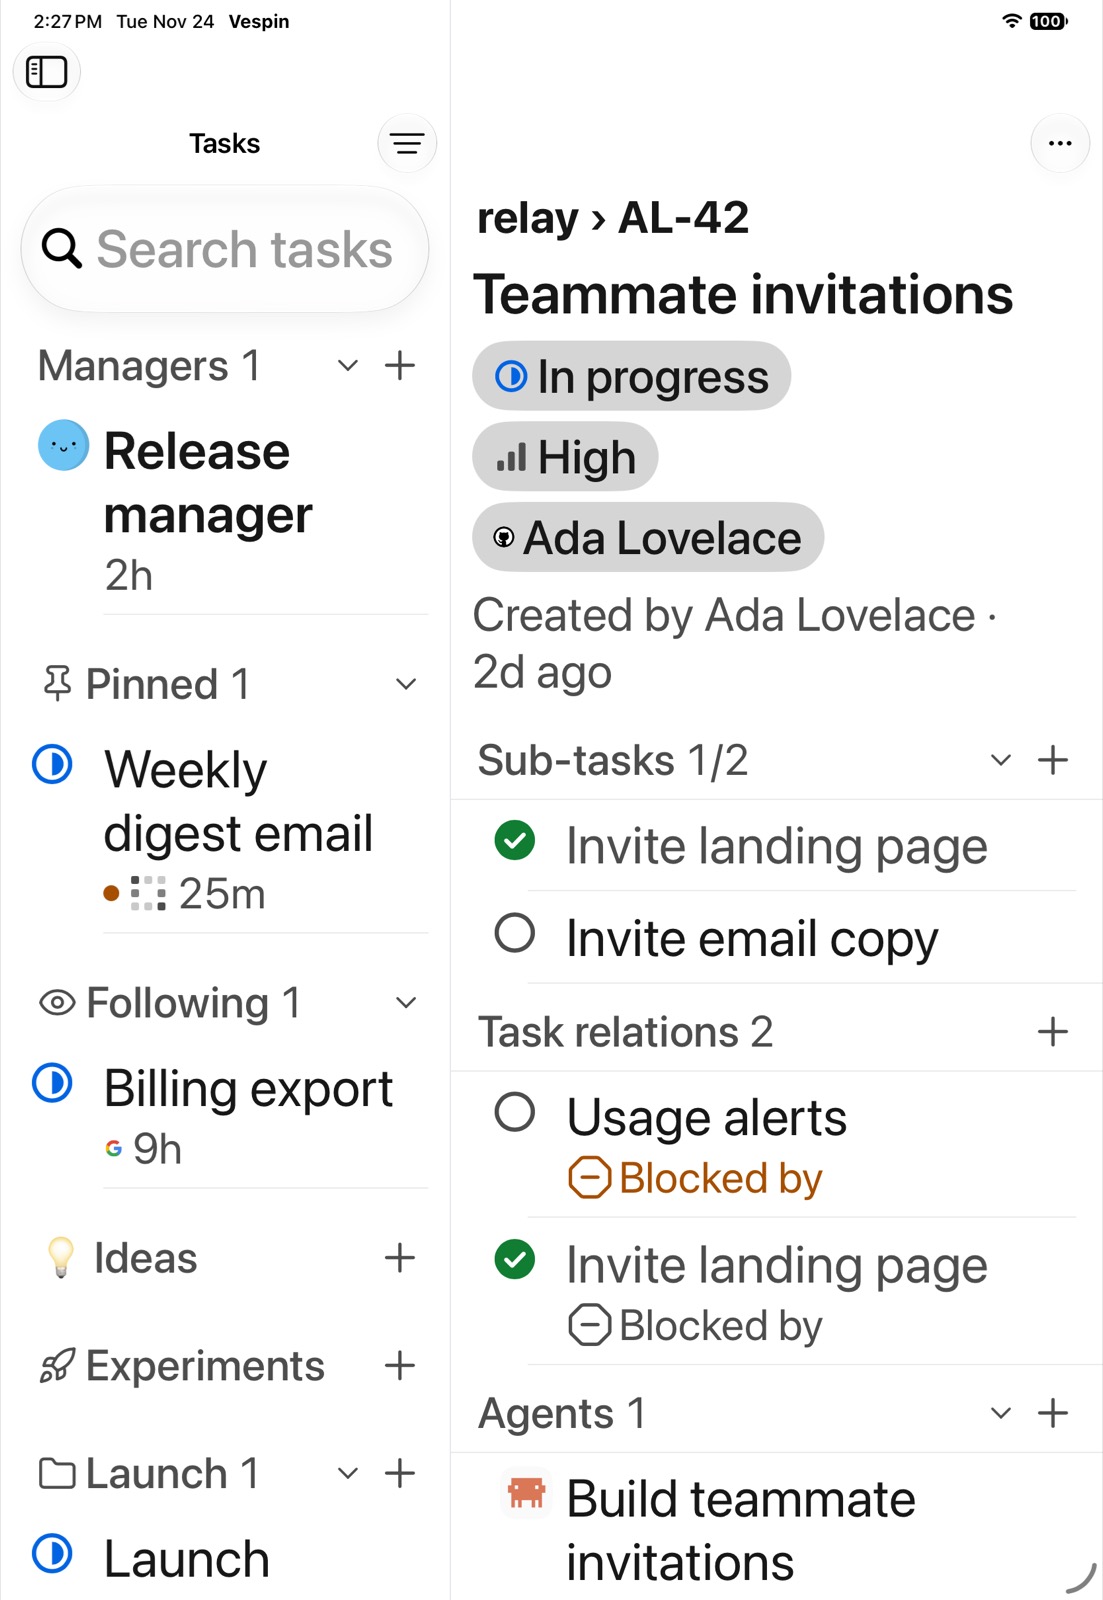 2:27 PM Tue Nov 24 Vespin
100
Tasks
Search tasks
Managers 1
Release
manager
2h
Pinned 1
Weekly
digest email
25m
Following 1
Billing export
9h
Ideas
Experiments
Launch 1
Launch
relay › AL-42
Teammate invitations
In progress
High
Ada Lovelace
Created by Ada Lovelace ·
2d ago
Sub-tasks 1/2
Invite landing page
Invite email copy
Task relations 2
Usage alerts
Blocked by
Invite landing page
Blocked by
Agents 1
Build teammate
invitations